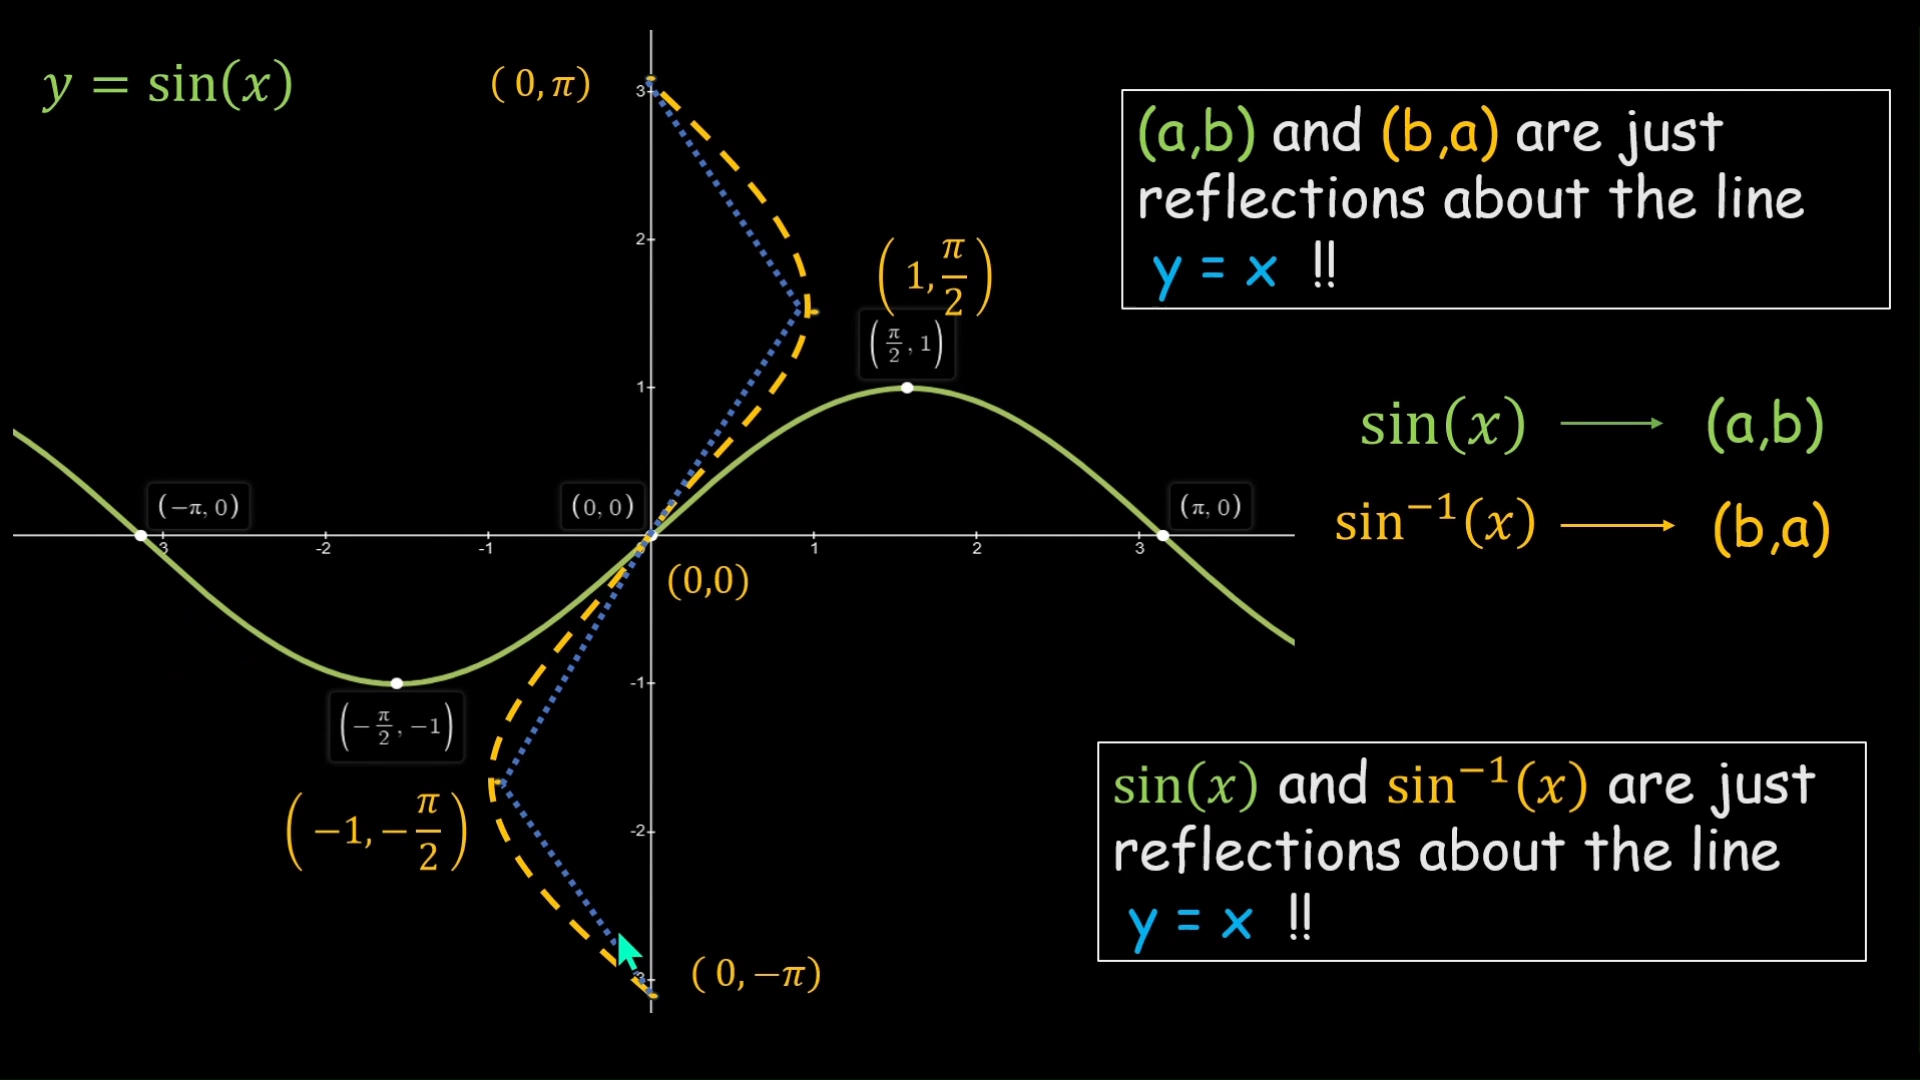 y = sin(x)
( 0, π)
3
2
( 1, π/2 )
( π/2 , 1 )
1
(−π, 0)
(0, 0)
(π, 0)
3
-2
-1
1
2
3
(0,0)
-1
( − π/2 , −1 )
( −1, − π/2 )
-2
3
( 0, −π)
(a,b) and (b,a) are just
reflections about the line
y = x !!
sin(x) → (a,b)
sin⁻¹(x) → (b,a)
sin(x) and sin⁻¹(x) are just
reflections about the line
y = x !!